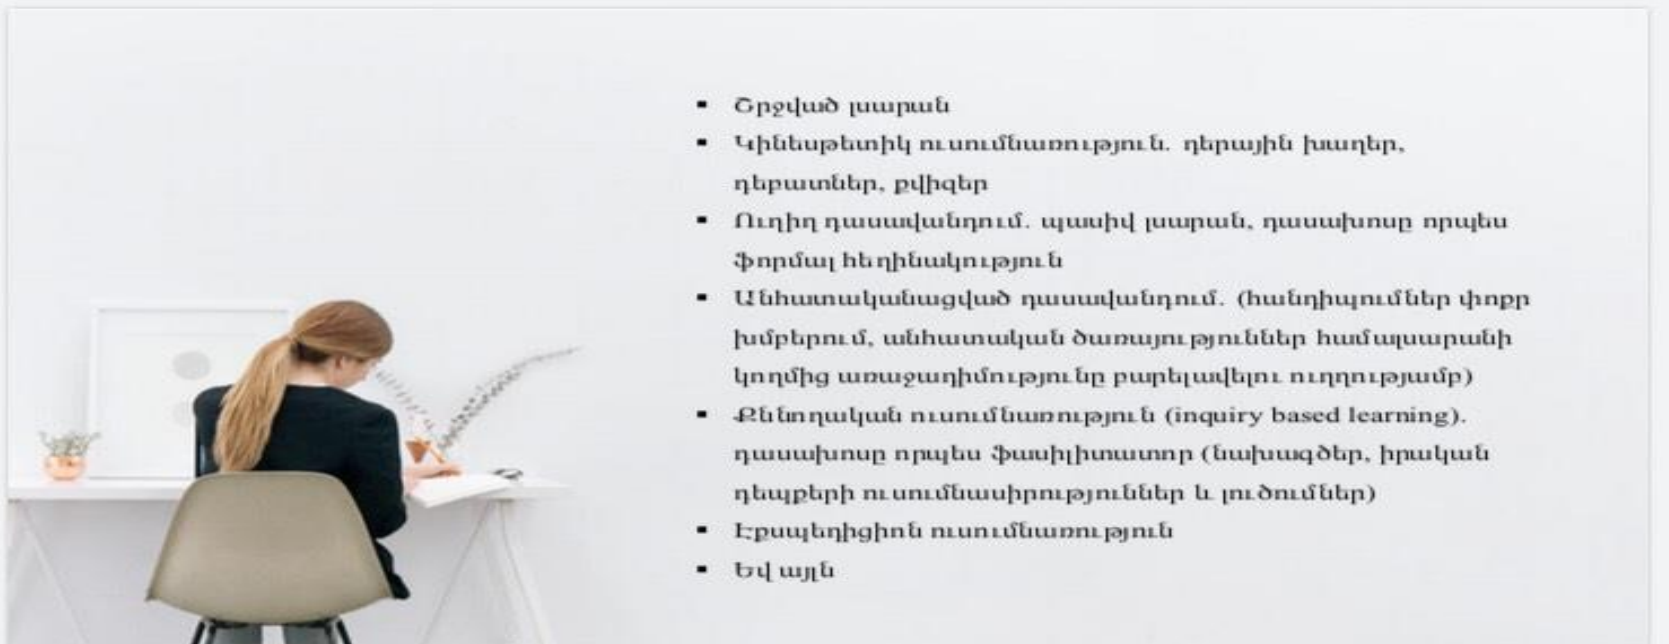 ▪ Շրջված լսարան
▪ Կինեսթետիկ ուսումնառություն. դերային խաղեր,
դեբատներ, քվիզեր
▪ Ուղիղ դասավանդում. պասիվ լսարան, դասախոսը որպես
ֆորմալ հեղինակություն
▪ Անհատականացված դասավանդում. (հանդիպումներ փոքր
խմբերում, անհատական ծառայություններ համալսարանի
կողմից առաջադիմությունը բարելավելու ուղղությամբ)
▪ Քննողական ուսումնառություն (inquiry based learning).
դասախոսը որպես ֆասիլիտատոր (նախագծեր, իրական
դեպքերի ուսումնասիրություններ և լուծումներ)
▪ Էքսպեդիցիոն ուսումնառություն
▪ Եվ այլն